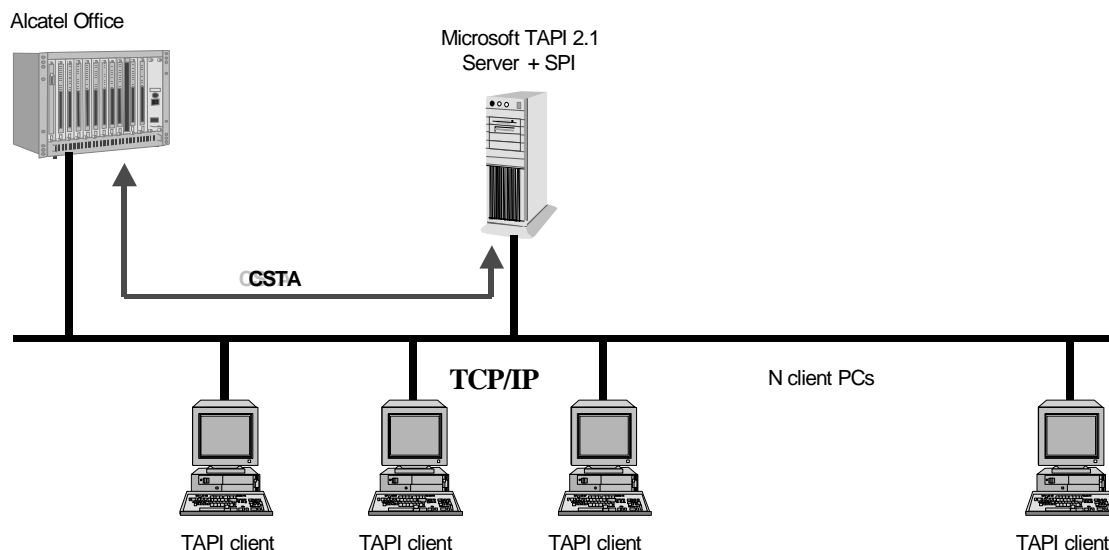 Alcatel Office
Microsoft TAPI 2.1
Server + SPI
CSTA
TCP/IP
N client PCs
TAPI client
TAPI client
TAPI client
TAPI client